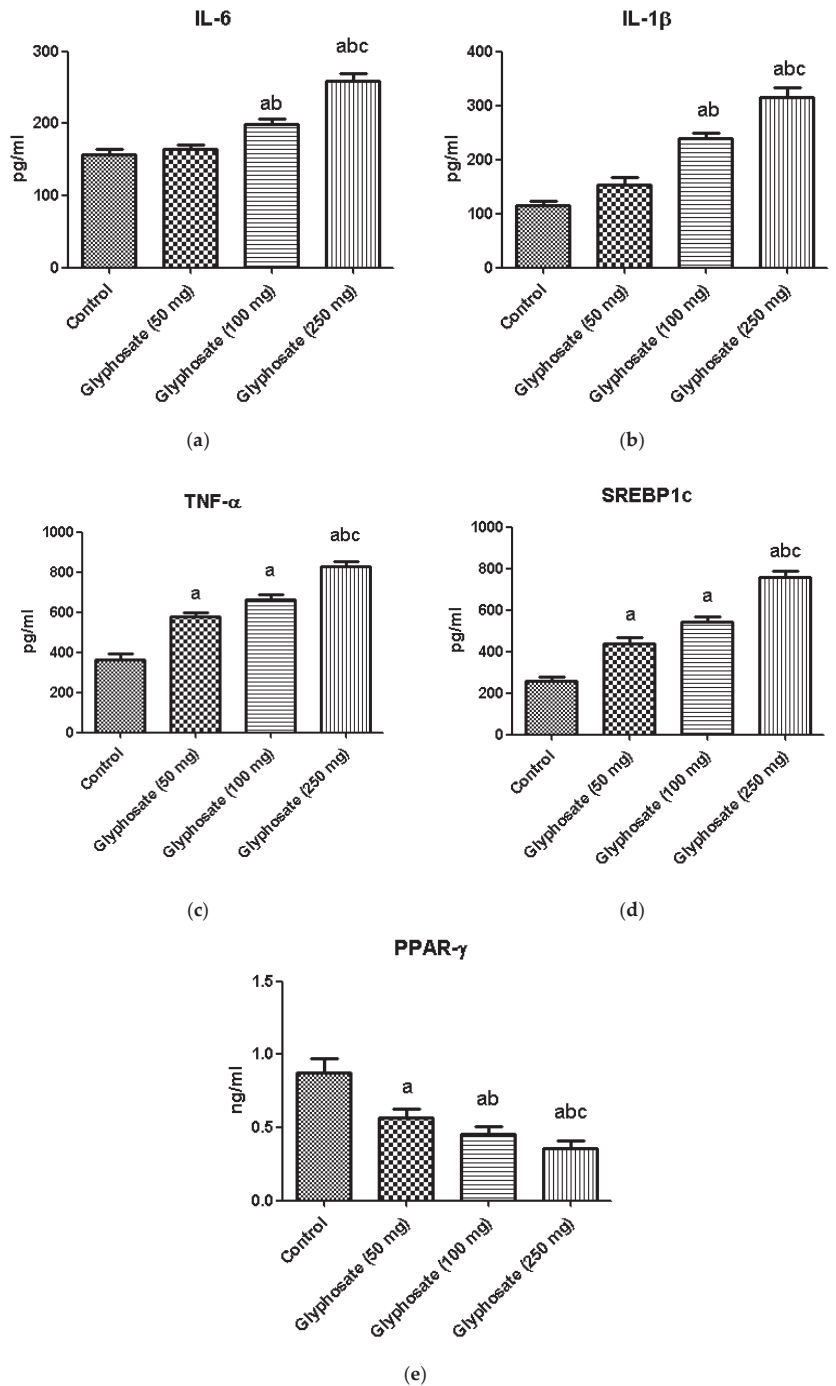 IL-6
300
200
100
0
pg/ml
ab
abc
Control
Glyphosate (50 mg)
Glyphosate (100 mg)
Glyphosate (250 mg)
(a)
IL-1β
400
300
200
100
0
pg/ml
ab
abc
Control
Glyphosate (50 mg)
Glyphosate (100 mg)
Glyphosate (250 mg)
(b)
TNF-α
1000
800
600
400
200
0
pg/ml
a
a
abc
Control
Glyphosate (50 mg)
Glyphosate (100 mg)
Glyphosate (250 mg)
(c)
SREBP1c
1000
800
600
400
200
0
pg/ml
a
a
abc
Control
Glyphosate (50 mg)
Glyphosate (100 mg)
Glyphosate (250 mg)
(d)
PPAR-γ
1.5
1.0
0.5
0.0
ng/ml
a
ab
abc
Control
Glyphosate (50 mg)
Glyphosate (100 mg)
Glyphosate (250 mg)
(e)